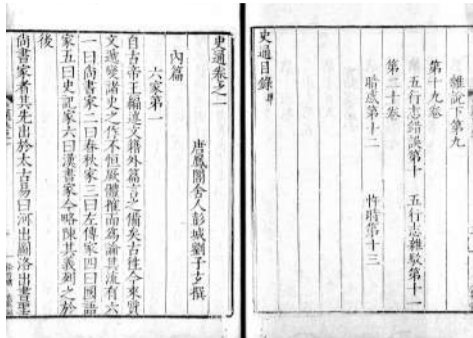 雜說下第九
第十九卷
五行志錯誤第十　五行志雜駁第十一
第二十卷
暗惑第十二　忤時第十三
史通目錄畢
史通卷之一
唐鳳閣舍人彭城劉子玄撰
內篇
六家第一
自古帝王編述文籍外篇言之備矣古往今來質
文遞變諸史之作不恒厥體推而為論其流有六
一曰尚書家二曰春秋家三曰左傳家四曰國語
家五曰史記家六曰漢書家今略陳其義列之於
後
尚書家者其先出於太古易曰河出圖洛出書聖